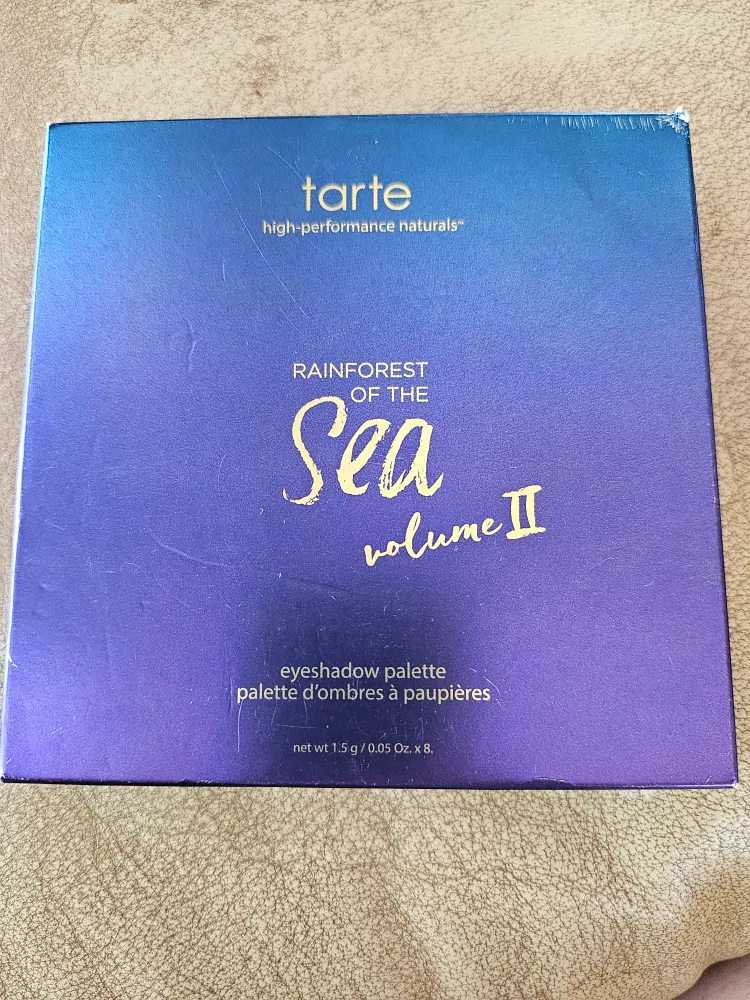 tarte
high-performance naturals™
RAINFOREST
OF THE
Sea
volume II
eyeshadow palette
palette d'ombres à paupières
net wt 1.5 g / 0.05 Oz. x 8.